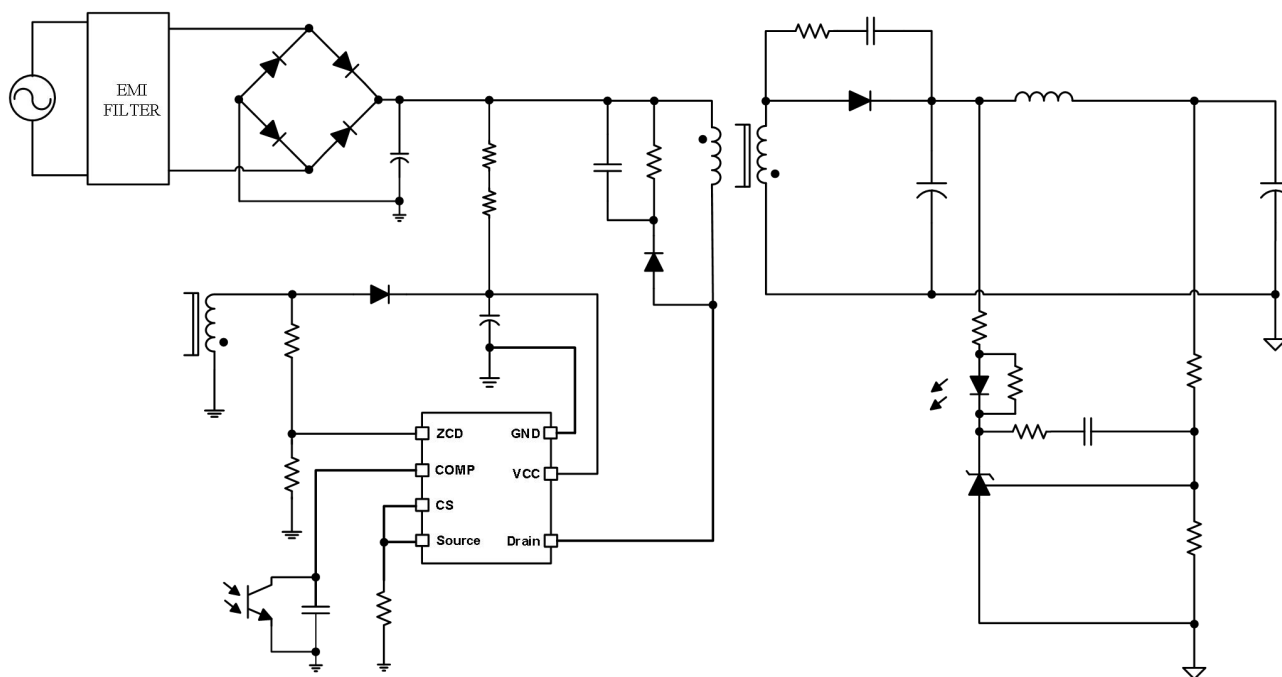 EMI
FILTER
ZCD
GND
COMP
VCC
CS
Source
Drain